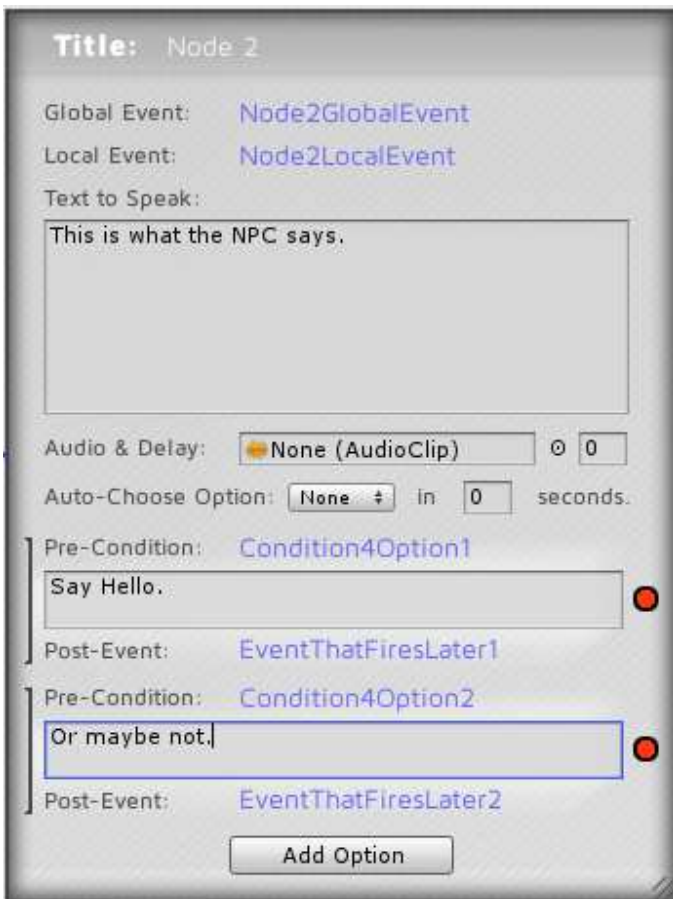 Title: Node 2
Global Event: Node2GlobalEvent
Local Event: Node2LocalEvent
Text to Speak:
This is what the NPC says.
Audio & Delay: None (AudioClip) 0
Auto-Choose Option: None in 0 seconds.
Pre-Condition: Condition4Option1
Say Hello.
Post-Event: EventThatFiresLater1
Pre-Condition: Condition4Option2
Or maybe not.
Post-Event: EventThatFiresLater2
Add Option